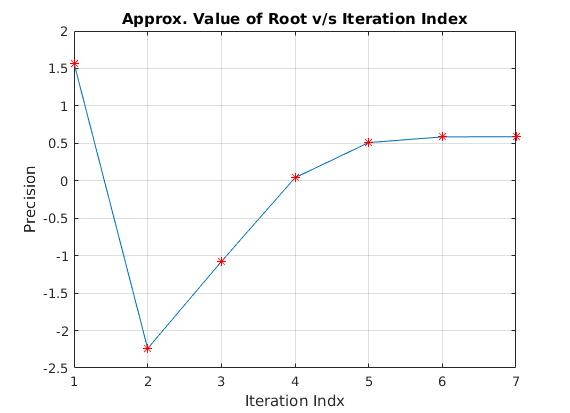 Approx. Value of Root v/s Iteration Index
2
1.5
1
0.5
0
-0.5
-1
-1.5
-2
-2.5
Precision
1 2 3 4 5 6 7
Iteration Indx